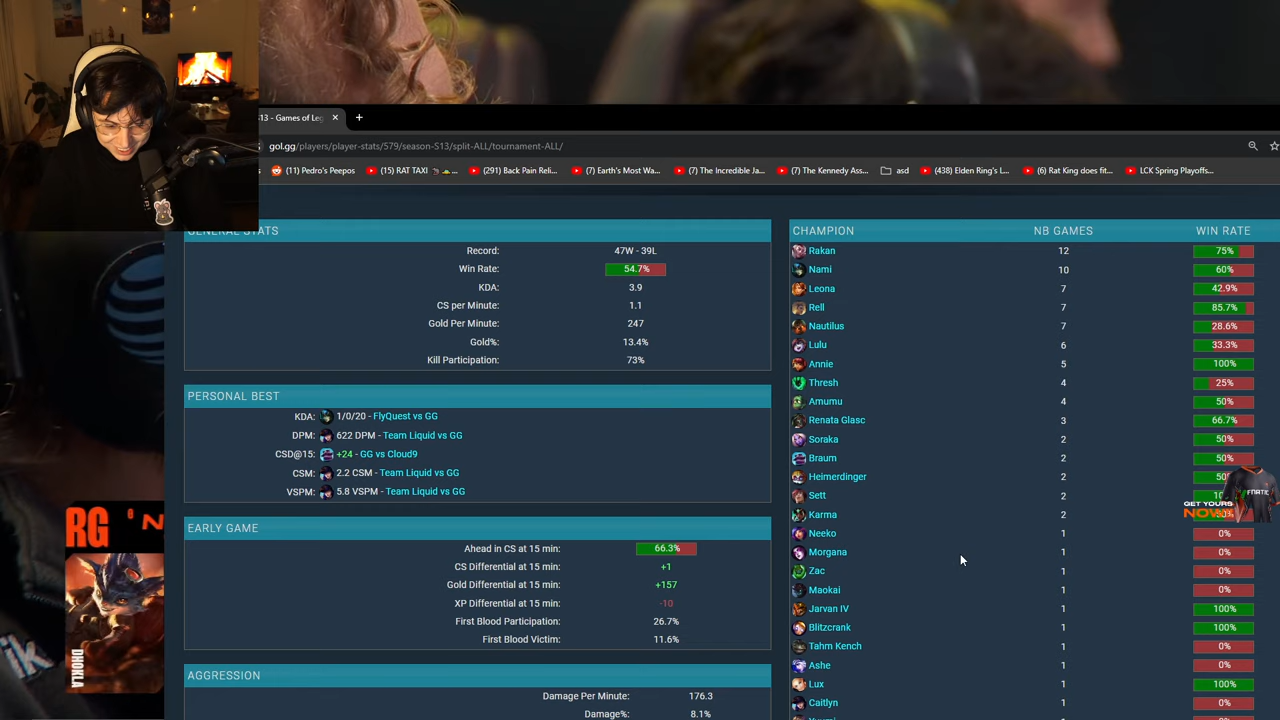 S13 - Games of Leg
gol.gg/players/player-stats/579/season-S13/split-ALL/tournament-ALL/
(11) Pedro's Peepos
(15) RAT TAXI
(291) Back Pain Reli...
(7) Earth's Most Wa...
(7) The Incredible Ja...
(7) The Kennedy Ass...
asd
(438) Elden Ring's L...
(6) Rat King does fit...
LCK Spring Playoffs...
GENERAL STATS
Record: 47W - 39L
Win Rate: 54.7%
KDA: 3.9
CS per Minute: 1.1
Gold Per Minute: 247
Gold%: 13.4%
Kill Participation: 73%
PERSONAL BEST
KDA: 1/0/20 - FlyQuest vs GG
DPM: 622 DPM - Team Liquid vs GG
CSD@15: +24 - GG vs Cloud9
CSM: 2.2 CSM - Team Liquid vs GG
VSPM: 5.8 VSPM - Team Liquid vs GG
EARLY GAME
Ahead in CS at 15 min: 66.3%
CS Differential at 15 min: +1
Gold Differential at 15 min: +157
XP Differential at 15 min: -10
First Blood Participation: 26.7%
First Blood Victim: 11.6%
AGGRESSION
Damage Per Minute: 176.3
Damage%: 8.1%
CHAMPION NB GAMES WIN RATE
Rakan 12 75%
Nami 10 60%
Leona 7 42.9%
Rell 7 85.7%
Nautilus 7 28.6%
Lulu 6 33.3%
Annie 5 100%
Thresh 4 25%
Amumu 4 50%
Renata Glasc 3 66.7%
Soraka 2 50%
Braum 2 50%
Heimerdinger 2 50
Sett 2 10
Karma 2
Neeko 1 0%
Morgana 1 0%
Zac 1 0%
Maokai 1 0%
Jarvan IV 1 100%
Blitzcrank 1 100%
Tahm Kench 1 0%
Ashe 1 0%
Lux 1 100%
Caitlyn 1 0%
FNATIC
GET YOURS
NOW
RG
DHOKLA
AT&T